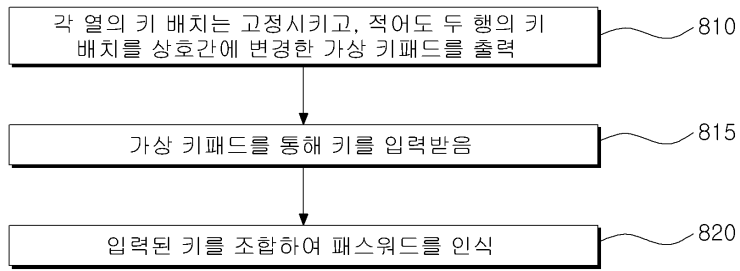 각 열의 키 배치는 고정시키고, 적어도 두 행의 키
배치를 상호간에 변경한 가상 키패드를 출력
810
가상 키패드를 통해 키를 입력받음
815
입력된 키를 조합하여 패스워드를 인식
820